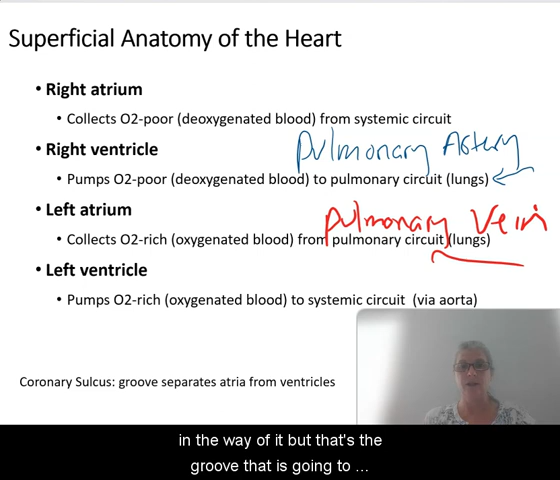 Superficial Anatomy of the Heart
• Right atrium
• Collects O2-poor (deoxygenated blood) from systemic circuit
• Right ventricle
Pulmonary Artery
• Pumps O2-poor (deoxygenated blood) to pulmonary circuit (lungs)
• Left atrium
Pulmonary Vein
• Collects O2-rich (oxygenated blood) from pulmonary circuit (lungs)
• Left ventricle
• Pumps O2-rich (oxygenated blood) to systemic circuit (via aorta)
Coronary Sulcus: groove separates atria from ventricles
in the way of it but that's the
groove that is going to ...